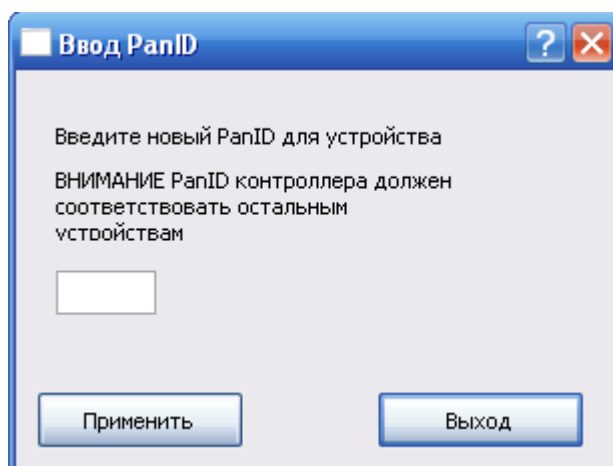 Ввод PanID
Введите новый PanID для устройства
ВНИМАНИЕ PanID контроллера должен
соответствовать остальным
устройствам
Применить
Выход